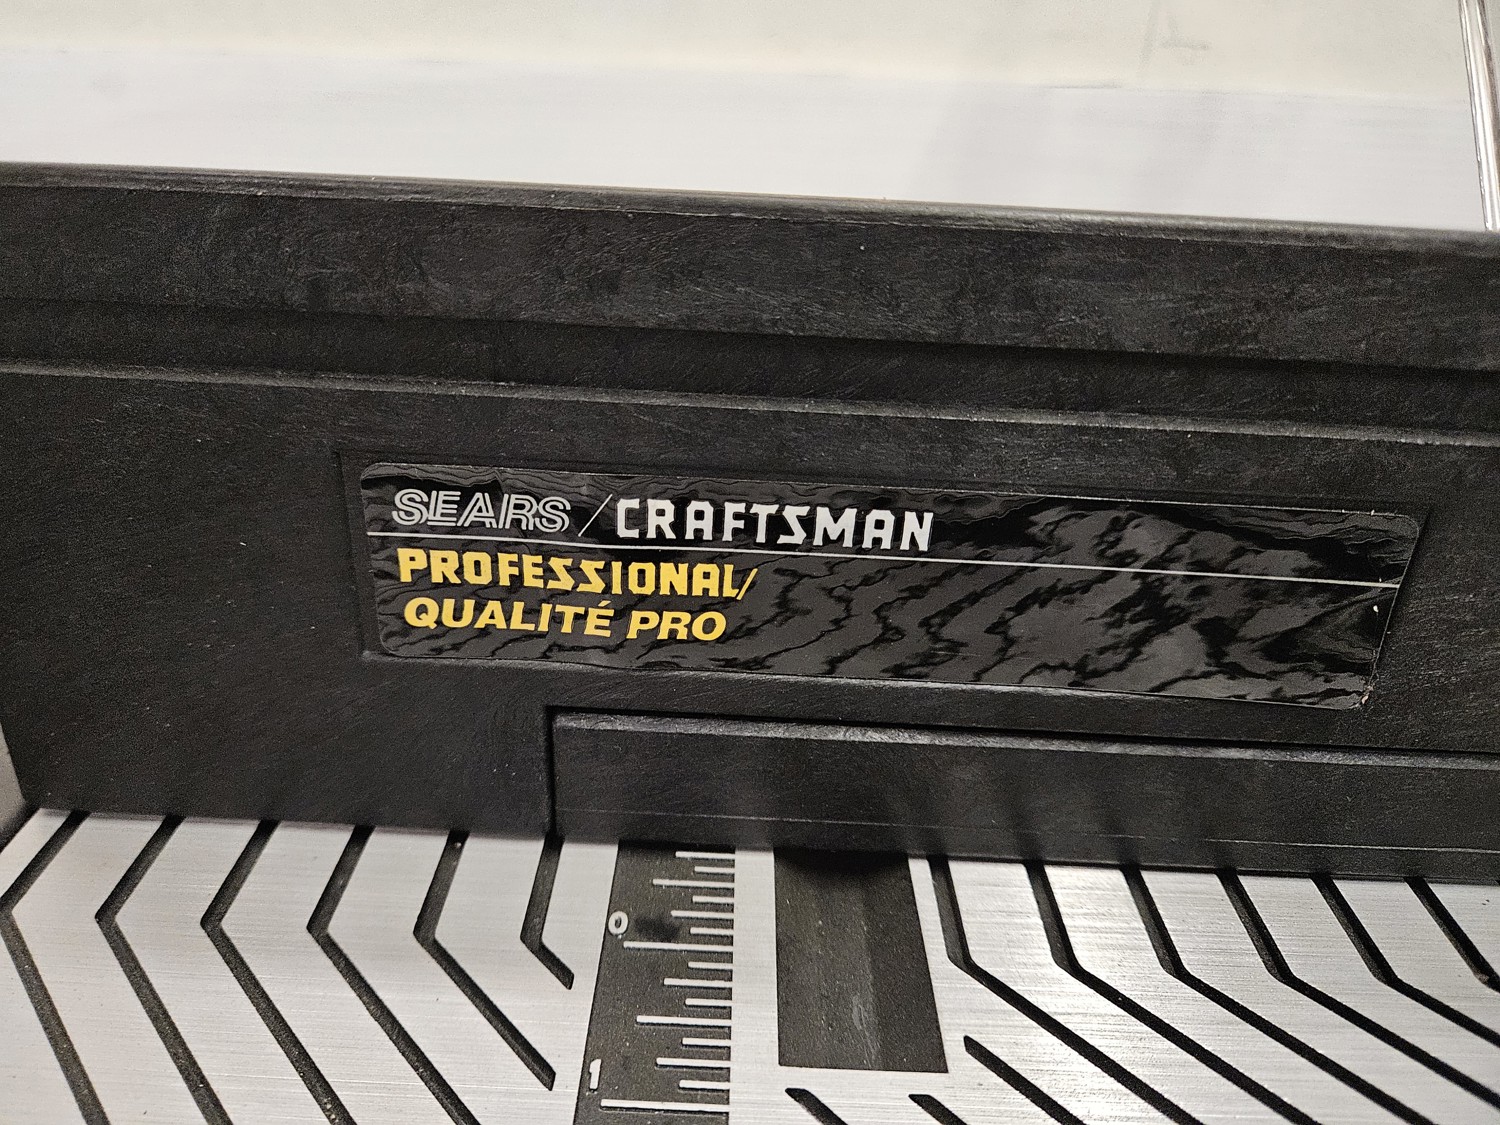 SEARS / CRAFTSMAN
PROFESSIONAL/
QUALITÉ PRO
0
1